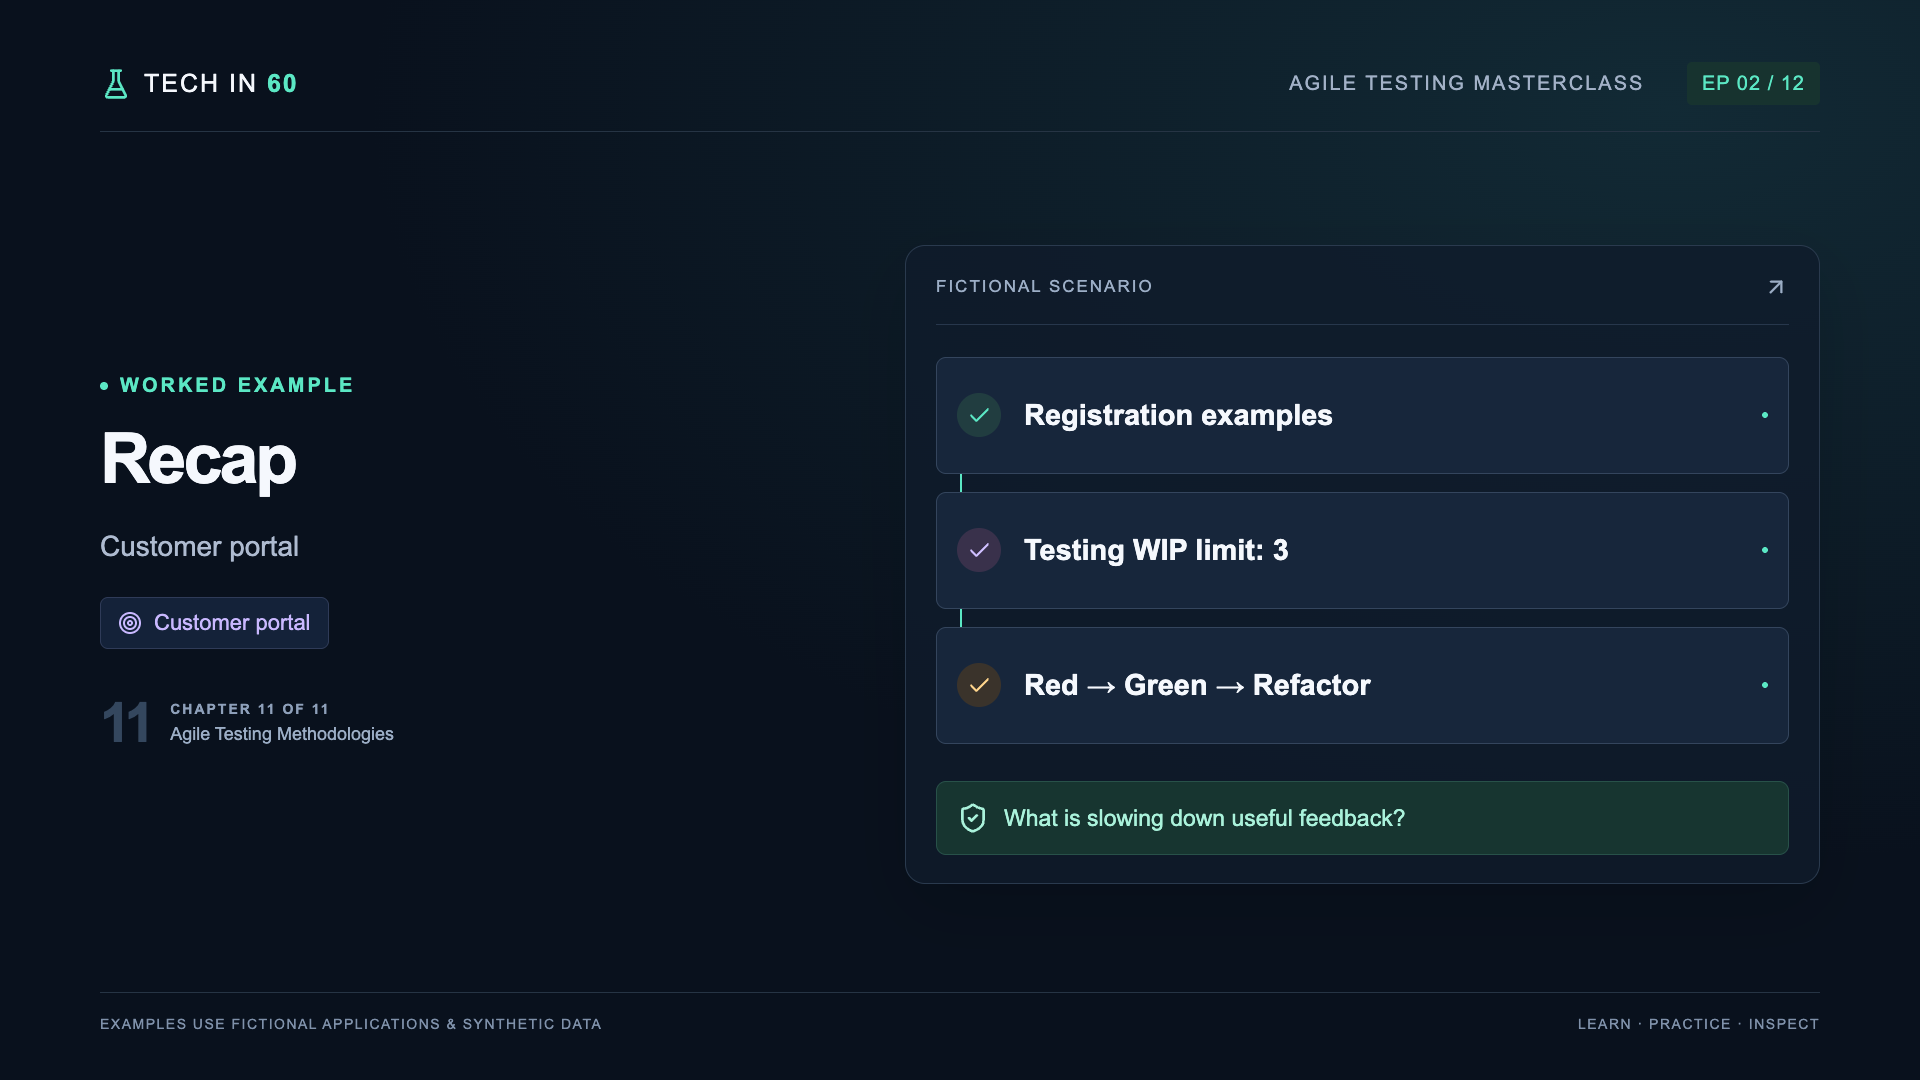 TECH IN 60
AGILE TESTING MASTERCLASS
EP 02 / 12
WORKED EXAMPLE
Recap
Customer portal
Customer portal
11
CHAPTER 11 OF 11
Agile Testing Methodologies
FICTIONAL SCENARIO
Registration examples
Testing WIP limit: 3
Red → Green → Refactor
What is slowing down useful feedback?
EXAMPLES USE FICTIONAL APPLICATIONS & SYNTHETIC DATA
LEARN · PRACTICE · INSPECT